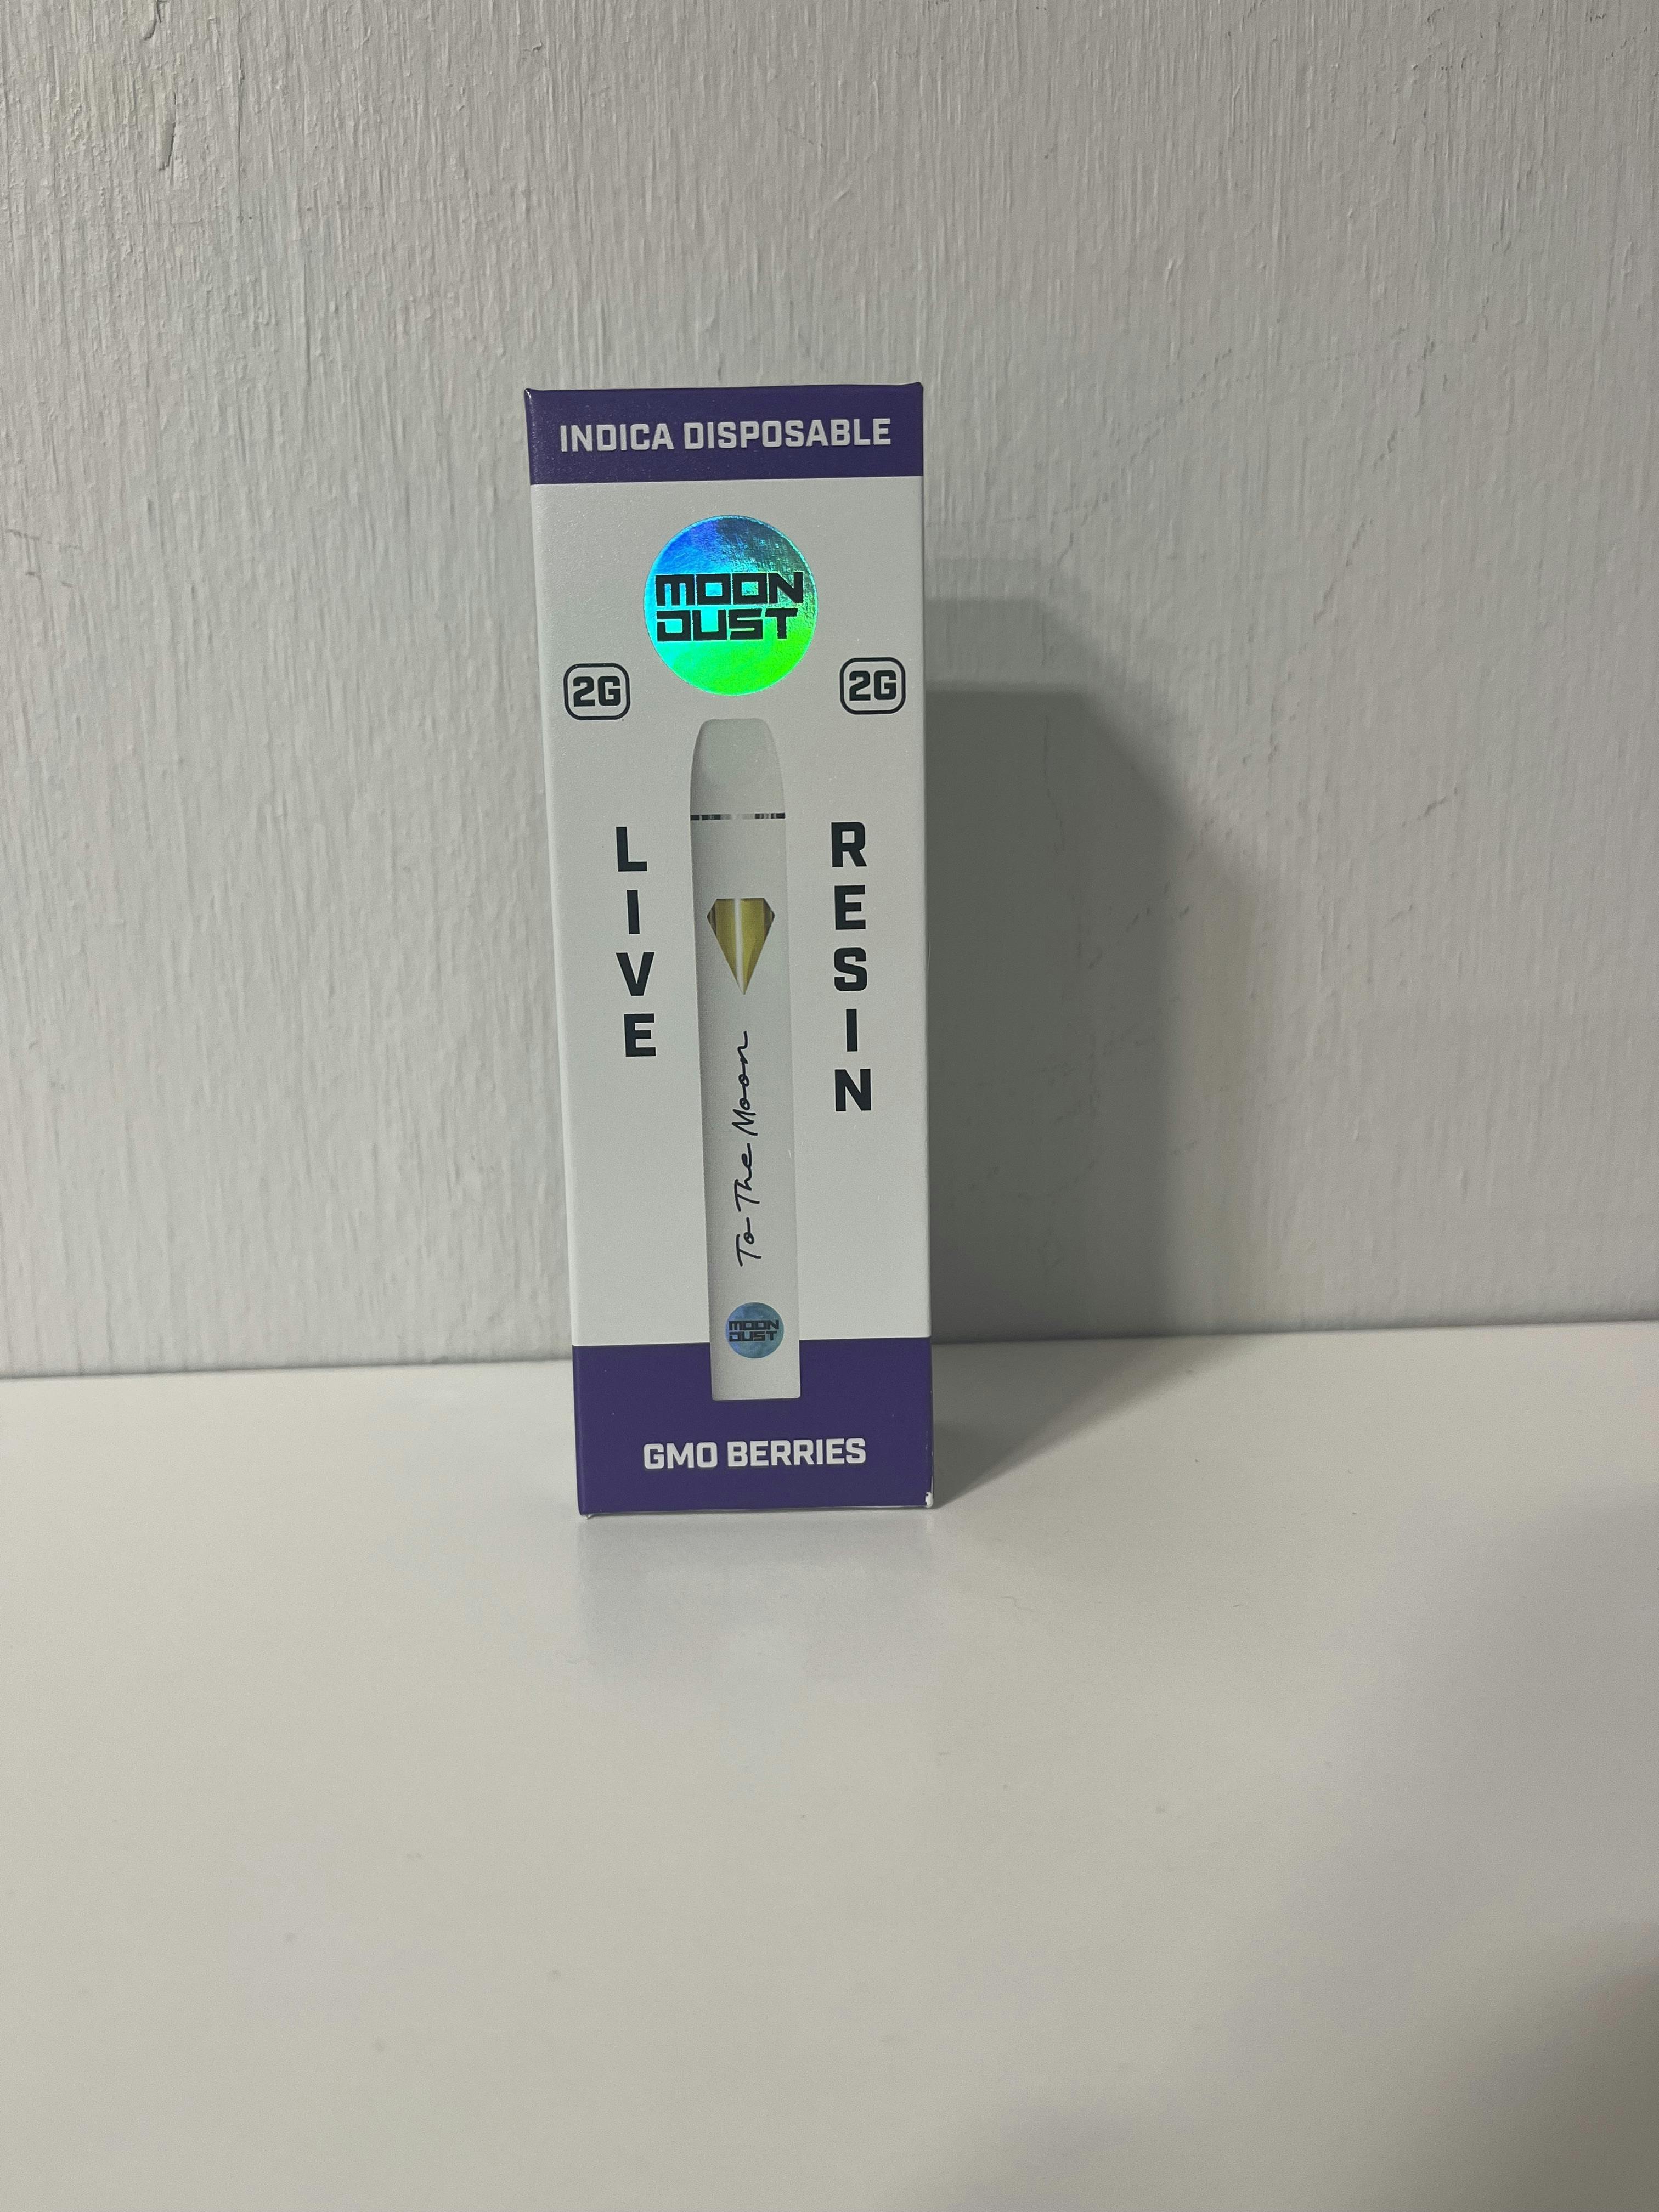 INDICA DISPOSABLE
MOON
DUST
2G
2G
LIVE
RESIN
To The Moon
MOON
DUST
GMO BERRIES